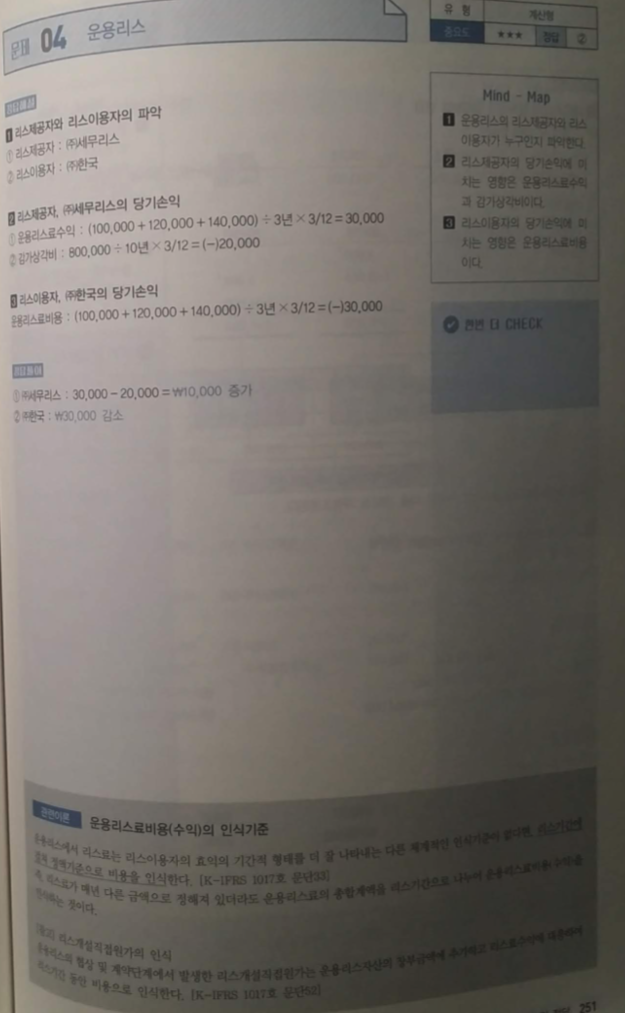 문제 04 운용리스
유 형 계산형
중요도 ★★★ 정답 ②
1 리스제공자와 리스이용자의 파악
① 리스제공자 : ㈜세무리스
② 리스이용자 : ㈜한국
2 리스제공자, ㈜세무리스의 당기손익
① 운용리스료수익 : (100,000 + 120,000 + 140,000) ÷ 3년 × 3/12 = 30,000
② 감가상각비 : 800,000 ÷ 10년 × 3/12 = (-)20,000
3 리스이용자, ㈜한국의 당기손익
운용리스료비용 : (100,000 + 120,000 + 140,000) ÷ 3년 × 3/12 = (-)30,000
① ㈜세무리스 : 30,000 - 20,000 = ₩10,000 증가
② ㈜한국 : ₩30,000 감소
Mind - Map
1 운용리스의 리스제공자와 리스
이용자가 누구인지 파악한다.
2 리스제공자의 당기손익에 미
치는 영향은 운용리스료수익
과 감가상각비이다.
3 리스이용자의 당기손익에 미
치는 영향은 운용리스료비용
이다.
한번 더 CHECK
관련이론 운용리스료비용(수익)의 인식기준
운용리스에서 리스료는 리스이용자의 효익의 기간적 형태를 더 잘 나타내는 다른 체계적인 인식기준이 없다면, 리스기간에
걸쳐 정액기준으로 비용을 인식한다. [K-IFRS 1017호 문단33]
즉, 리스료가 매년 다른 금액으로 정해져 있더라도 운용리스료의 총합계액을 리스기간으로 나누어 운용리스료비용(수익)을
인식하는 것이다.
[참고] 리스개설직접원가의 인식
운용리스의 협상 및 계약단계에서 발생한 리스개설직접원가는 운용리스자산의 장부금액에 추가하고 리스료수익에 대응하여
리스기간 동안 비용으로 인식한다. [K-IFRS 1017호 문단52]
251